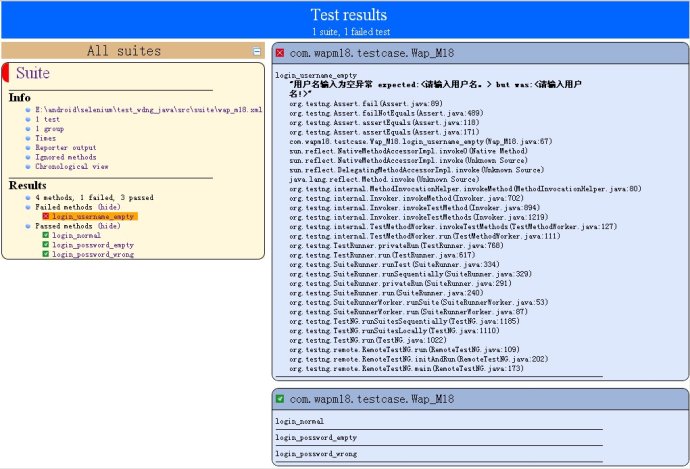 Test results
1 suite, 1 failed test
All suites
Suite
Info
E:\android\selenium\test_wdng_java\src\suite\wap_m18.xml
1 test
1 group
Times
Reporter output
Ignored methods
Chronological view
Results
4 methods, 1 failed, 3 passed
Failed methods (hide)
login_username_empty
Passed methods (hide)
login_normal
login_possword_empty
login_possword_wrong
com.wapm18.testcase.Wap_M18
login_username_empty
"用户名输入为空异常 expected:<请输入用户名。> but was:<请输入用户
名!>"
org.testng.Assert.fail(Assert.java:89)
org.testng.Assert.failNotEquals(Assert.java:489)
org.testng.Assert.assertEquals(Assert.java:118)
org.testng.Assert.assertEquals(Assert.java:171)
com.wapm18.testcase.Wap_M18.login_username_empty(Wap_M18.java:67)
sun.reflect.NativeMethodAccessorImpl.invoke0(Native Method)
sun.reflect.NativeMethodAccessorImpl.invoke(Unknown Source)
sun.reflect.DelegatingMethodAccessorImpl.invoke(Unknown Source)
java.lang.reflect.Method.invoke(Unknown Source)
org.testng.internal.MethodInvocationHelper.invokeMethod(MethodInvocationHelper.java:80)
org.testng.internal.Invoker.invokeMethod(Invoker.java:702)
org.testng.internal.Invoker.invokeTestMethod(Invoker.java:894)
org.testng.internal.Invoker.invokeTestMethods(Invoker.java:1219)
org.testng.internal.TestMethodWorker.invokeTestMethods(TestMethodWorker.java:127)
org.testng.internal.TestMethodWorker.run(TestMethodWorker.java:111)
org.testng.TestRunner.privateRun(TestRunner.java:768)
org.testng.TestRunner.run(TestRunner.java:617)
org.testng.SuiteRunner.runTest(SuiteRunner.java:334)
org.testng.SuiteRunner.runSequentially(SuiteRunner.java:329)
org.testng.SuiteRunner.privateRun(SuiteRunner.java:291)
org.testng.SuiteRunner.run(SuiteRunner.java:240)
org.testng.SuiteRunnerWorker.runSuite(SuiteRunnerWorker.java:53)
org.testng.SuiteRunnerWorker.run(SuiteRunnerWorker.java:87)
org.testng.TestNG.runSuitesSequentially(TestNG.java:1185)
org.testng.TestNG.runSuitesLocally(TestNG.java:1110)
org.testng.TestNG.run(TestNG.java:1022)
org.testng.remote.RemoteTestNG.run(RemoteTestNG.java:109)
org.testng.remote.RemoteTestNG.initAndRun(RemoteTestNG.java:202)
org.testng.remote.RemoteTestNG.main(RemoteTestNG.java:173)
com.wapm18.testcase.Wap_M18
login_normal
login_possword_empty
login_possword_wrong